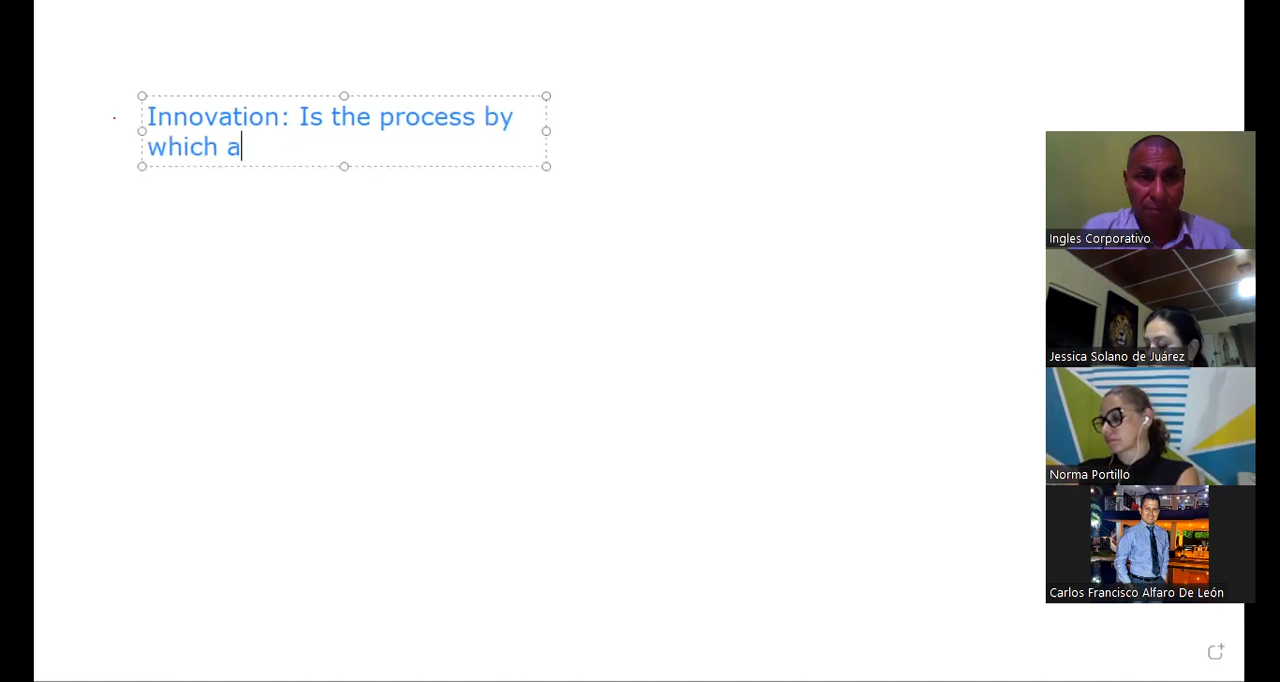 Innovation: Is the process by
which a
Ingles Corporativo
Jessica Solano de Juárez
Norma Portillo
Carlos Francisco Alfaro De León